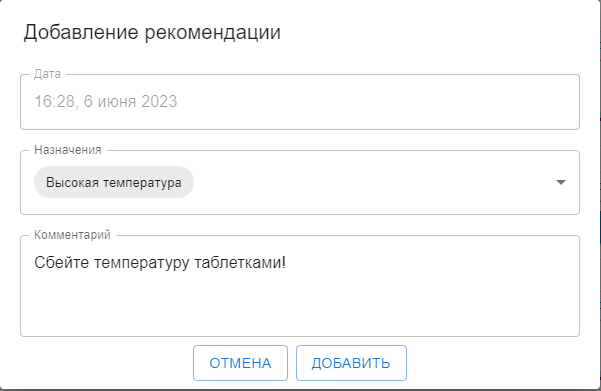 Добавление рекомендации
Дата
16:28, 6 июня 2023
Назначения
Высокая температура
Комментарий
Сбейте температуру таблетками!
ОТМЕНА ДОБАВИТЬ